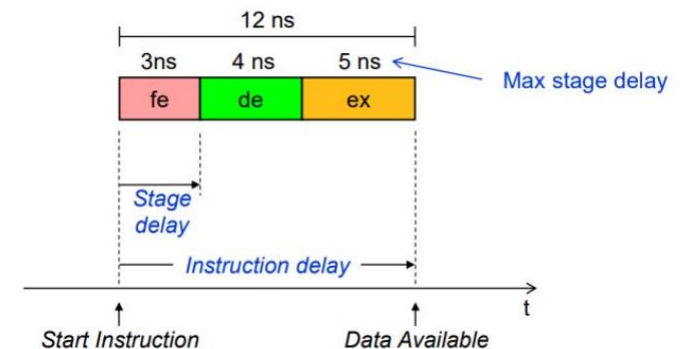 12 ns
3ns 4 ns 5 ns
Max stage delay
fe de ex
Stage
delay
Instruction delay
t
Start Instruction Data Available